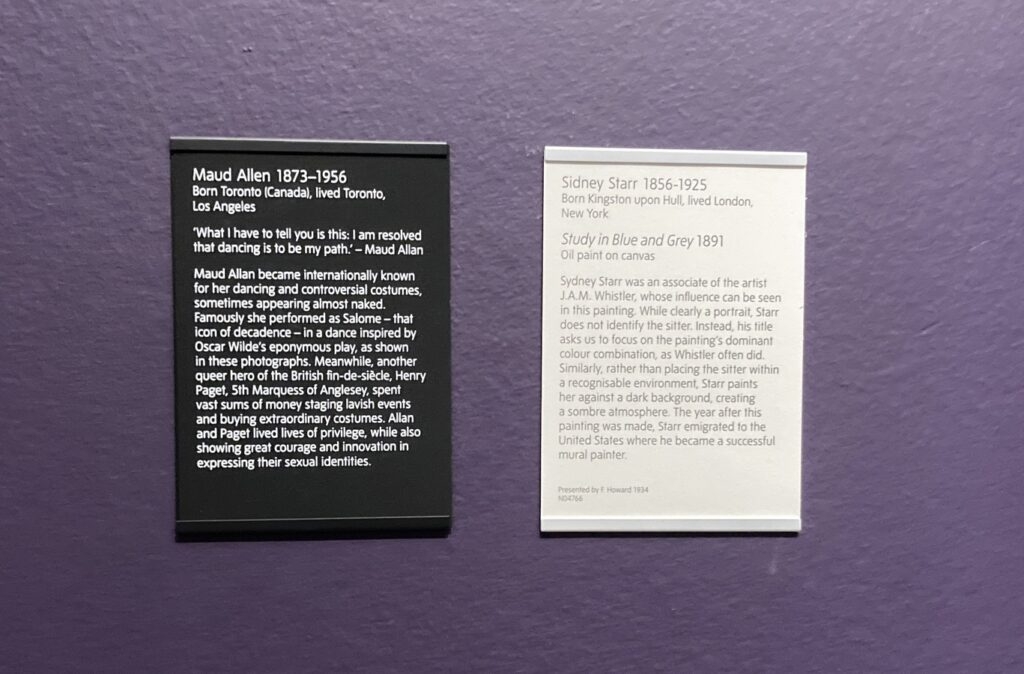 Maud Allen 1873–1956
Born Toronto (Canada), lived Toronto,
Los Angeles
‘What I have to tell you is this: I am resolved
that dancing is to be my path.’ – Maud Allan
Maud Allan became internationally known
for her dancing and controversial costumes,
sometimes appearing almost naked.
Famously she performed as Salome – that
icon of decadence – in a dance inspired by
Oscar Wilde’s eponymous play, as shown
in these photographs. Meanwhile, another
queer hero of the British fin-de-siècle, Henry
Paget, 5th Marquess of Anglesey, spent
vast sums of money staging lavish events
and buying extraordinary costumes. Allan
and Paget lived lives of privilege, while also
showing great courage and innovation in
expressing their sexual identities.
Sidney Starr 1856-1925
Born Kingston upon Hull, lived London,
New York
Study in Blue and Grey 1891
Oil paint on canvas
Sydney Starr was an associate of the artist
J.A.M. Whistler, whose influence can be seen
in this painting. While clearly a portrait, Starr
does not identify the sitter. Instead, his title
asks us to focus on the painting’s dominant
colour combination, as Whistler often did.
Similarly, rather than placing the sitter within
a recognisable environment, Starr paints
her against a dark background, creating
a sombre atmosphere. The year after this
painting was made, Starr emigrated to the
United States where he became a successful
mural painter.
Presented by F. Howard 1934
N04766